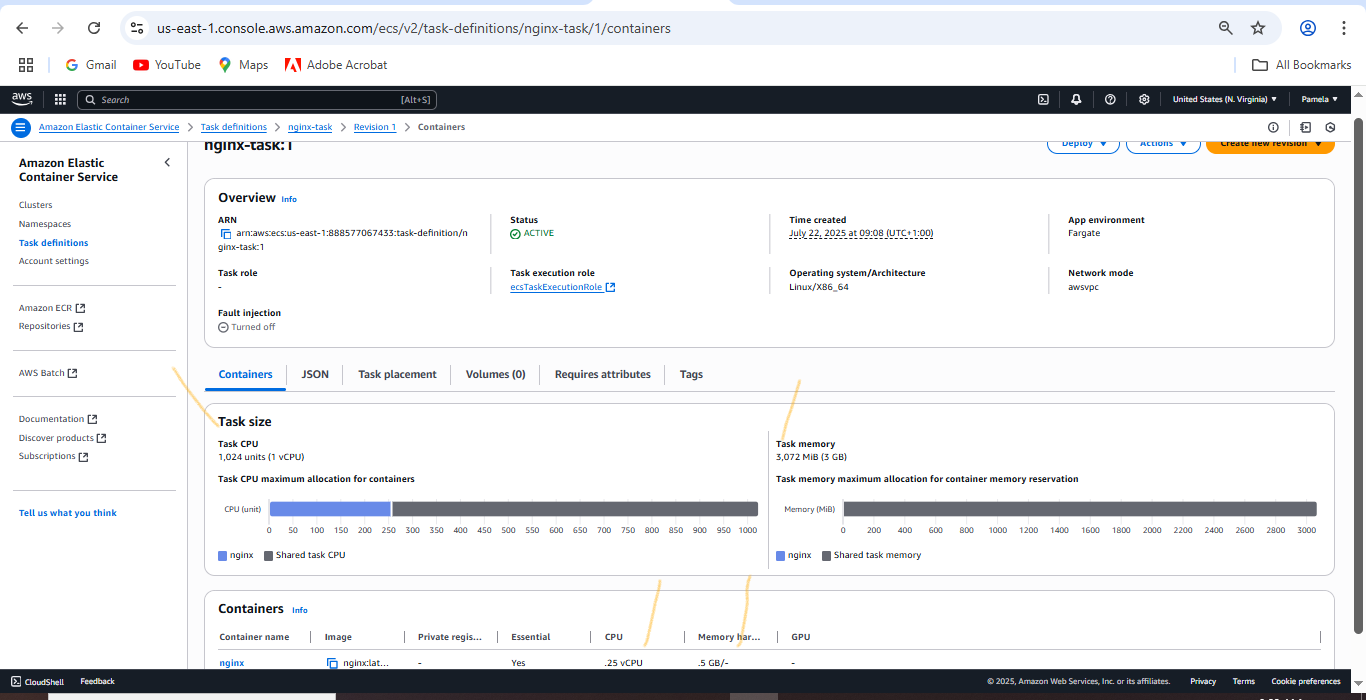 us-east-1.console.aws.amazon.com/ecs/v2/task-definitions/nginx-task/1/containers
Gmail YouTube Maps Adobe Acrobat All Bookmarks
aws Search [Alt+S] United States (N. Virginia) Pamela
Amazon Elastic Container Service Task definitions nginx-task Revision 1 Containers
Amazon Elastic
Container Service
Clusters
Namespaces
Task definitions
Account settings
Amazon ECR
Repositories
AWS Batch
Documentation
Discover products
Subscriptions
Tell us what you think
nginx-task:1 Deploy Actions Create new revision
Overview Info
ARN
arn:aws:ecs:us-east-1:888577067433:task-definition/n
ginx-task:1
Status
ACTIVE
Time created
July 22, 2025 at 09:08 (UTC+1:00)
App environment
Fargate
Task role
-
Task execution role
ecsTaskExecutionRole
Operating system/Architecture
Linux/X86_64
Network mode
awsvpc
Fault injection
Turned off
Containers JSON Task placement Volumes (0) Requires attributes Tags
Task size
Task CPU
1,024 units (1 vCPU)
Task CPU maximum allocation for containers
CPU (unit)
0 50 100 150 200 250 300 350 400 450 500 550 600 650 700 750 800 850 900 950 1000
nginx Shared task CPU
Task memory
3,072 MiB (3 GB)
Task memory maximum allocation for container memory reservation
Memory (MiB)
0 200 400 600 800 1000 1200 1400 1600 1800 2000 2200 2400 2600 2800 3000
nginx Shared task memory
Containers Info
Container name Image Private regis... Essential CPU Memory har... GPU
nginx nginx:lat... - Yes .25 vCPU .5 GB/- -
CloudShell Feedback © 2025, Amazon Web Services, Inc. or its affiliates. Privacy Terms Cookie preferences